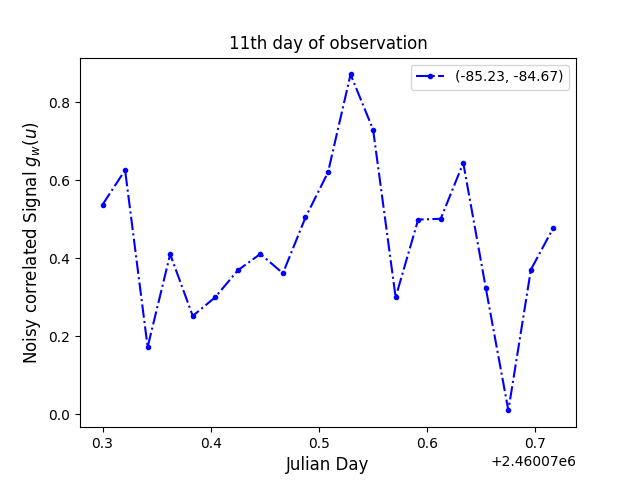 11th day of observation
(-85.23, -84.67)
Noisy correlated Signal $g_w(u)$
0.8
0.6
0.4
0.2
0.0
0.3 0.4 0.5 0.6 0.7
Julian Day
+2.46007e6